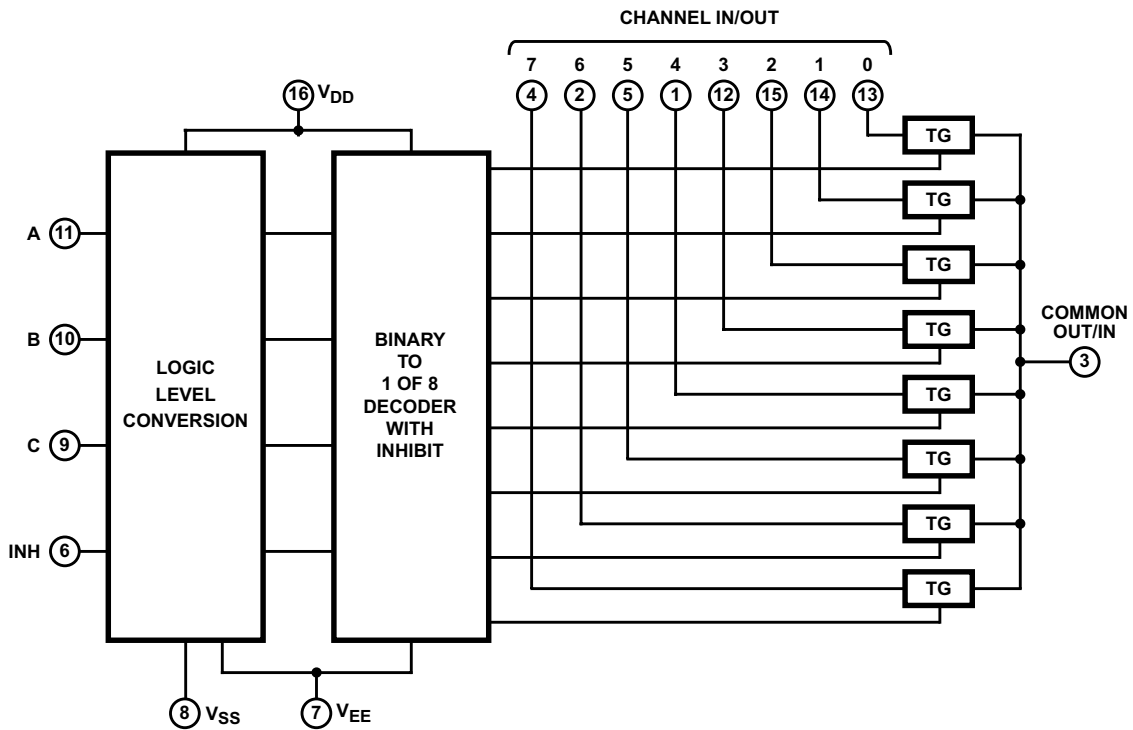 CHANNEL IN/OUT
7 6 5 4 3 2 1 0
4 2 5 1 12 15 14 13
16 VDD
TG
TG
A 11
TG
COMMON
OUT/IN
3
TG
B 10
LOGIC
LEVEL
CONVERSION
BINARY
TO
1 OF 8
DECODER
WITH
INHIBIT
TG
C 9
TG
TG
INH 6
TG
8 VSS
7 VEE